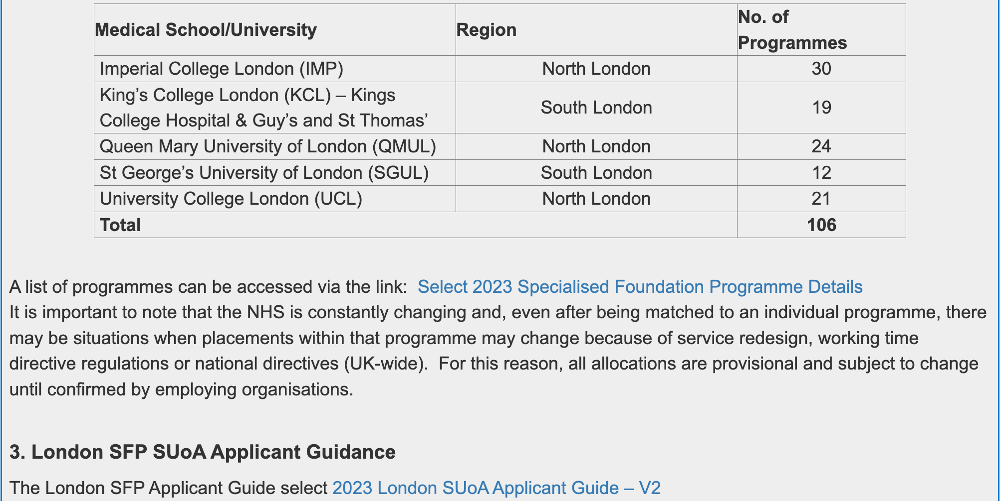 Medical School/University Region No. of Programmes
Imperial College London (IMP) North London 30
King’s College London (KCL) – Kings
College Hospital & Guy’s and St Thomas’ South London 19
Queen Mary University of London (QMUL) North London 24
St George’s University of London (SGUL) South London 12
University College London (UCL) North London 21
Total 106
A list of programmes can be accessed via the link:  Select 2023 Specialised Foundation Programme Details
It is important to note that the NHS is constantly changing and, even after being matched to an individual programme, there
may be situations when placements within that programme may change because of service redesign, working time
directive regulations or national directives (UK-wide).  For this reason, all allocations are provisional and subject to change
until confirmed by employing organisations.
3. London SFP SUoA Applicant Guidance
The London SFP Applicant Guide select 2023 London SUoA Applicant Guide – V2